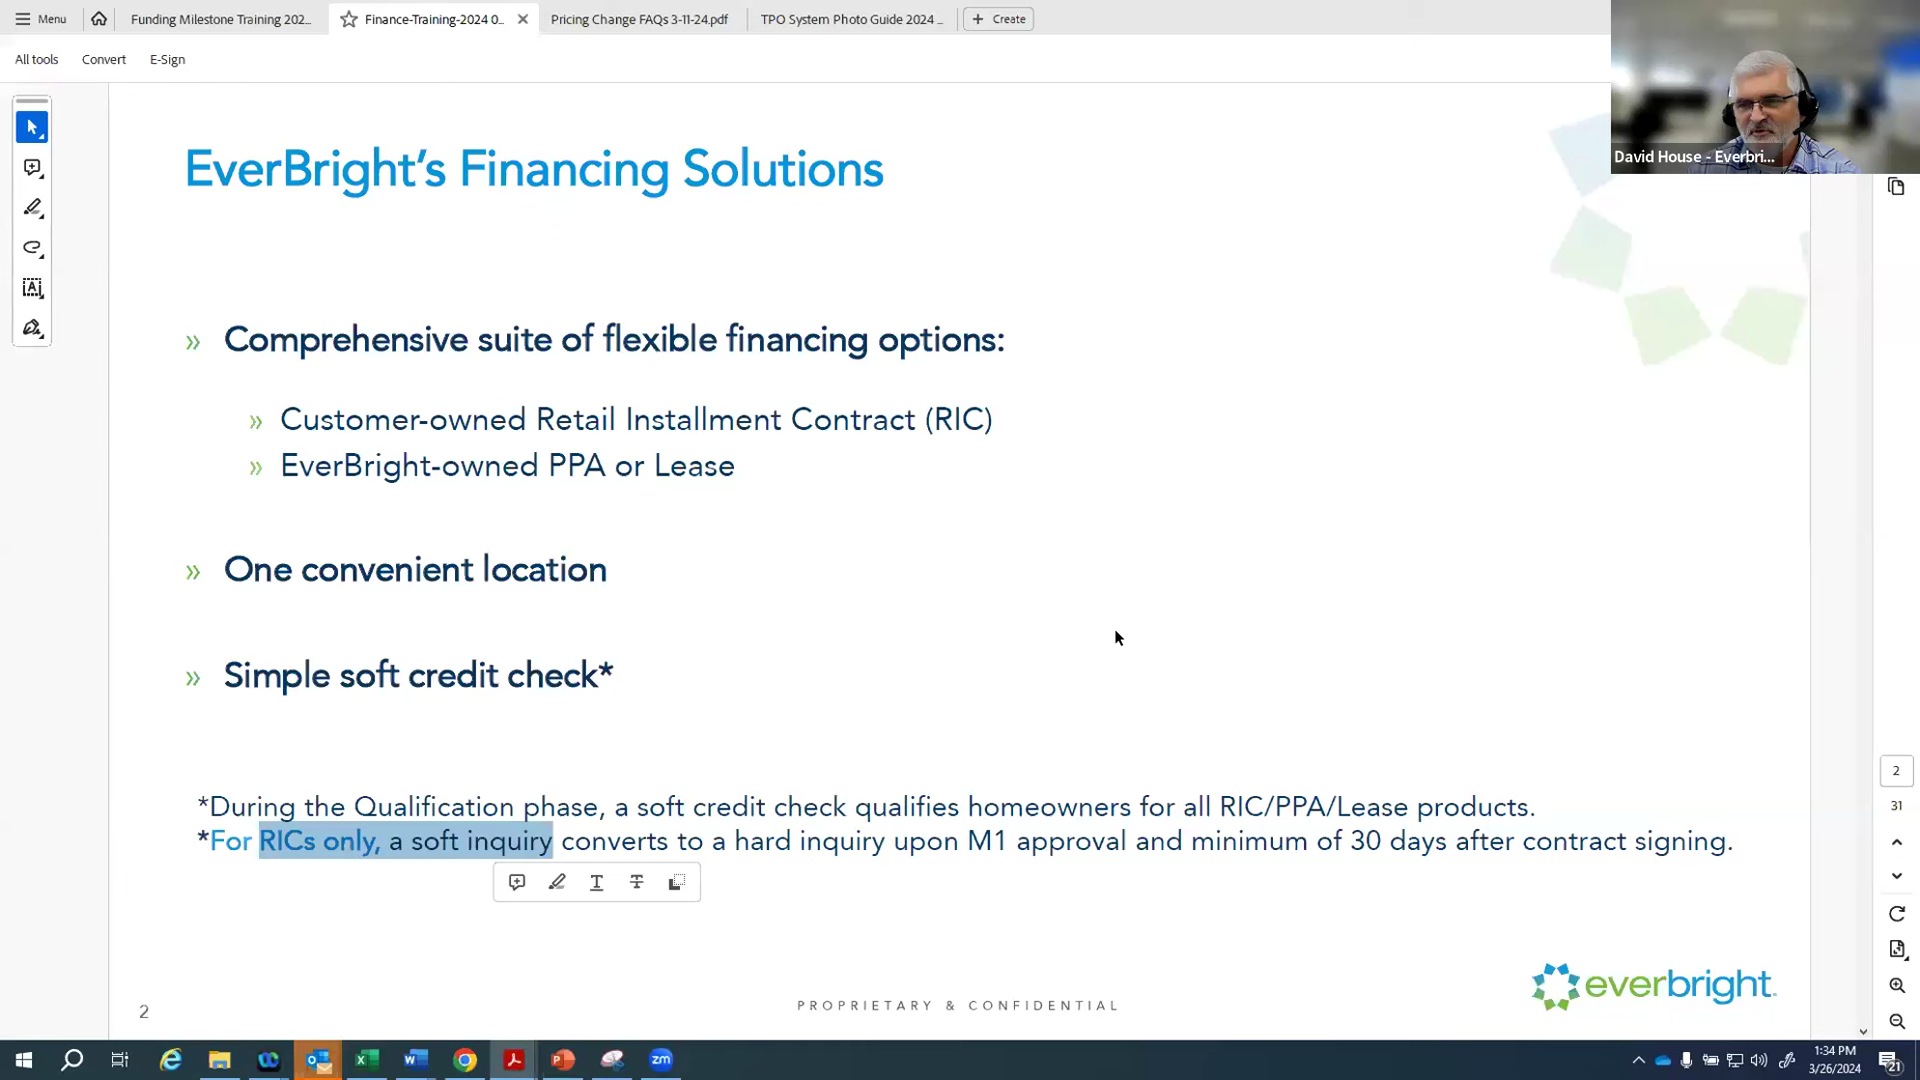 Menu
Funding Milestone Training 202...
Finance-Training-2024 0...
Pricing Change FAQs 3-11-24.pdf
TPO System Photo Guide 2024 ...
Create
All tools
Convert
E-Sign
David House - Everbri...
EverBright's Financing Solutions
» Comprehensive suite of flexible financing options:
» Customer-owned Retail Installment Contract (RIC)
» EverBright-owned PPA or Lease
» One convenient location
» Simple soft credit check*
*During the Qualification phase, a soft credit check qualifies homeowners for all RIC/PPA/Lease products.
*For RICs only, a soft inquiry converts to a hard inquiry upon M1 approval and minimum of 30 days after contract signing.
2
31
everbright.
PROPRIETARY & CONFIDENTIAL
2
zm
1:34 PM
3/26/2024
21